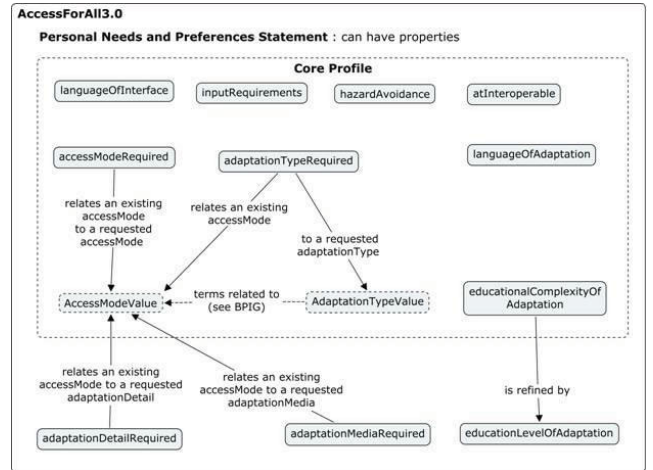 AccessForAll3.0
Personal Needs and Preferences Statement : can have properties
Core Profile
languageOfInterface
inputRequirements
hazardAvoidance
atInteroperable
accessModeRequired
adaptationTypeRequired
languageOfAdaptation
relates an existing
accessMode
to a requested
accessMode
relates an existing
accessMode
to a requested
adaptationType
AccessModeValue
terms related to
(see BPIG)
AdaptationTypeValue
educationalComplexityOf
Adaptation
relates an existing
accessMode to a requested
adaptationDetail
relates an existing
accessMode to a requested
adaptationMedia
is refined by
adaptationDetailRequired
adaptationMediaRequired
educationLevelOfAdaptation